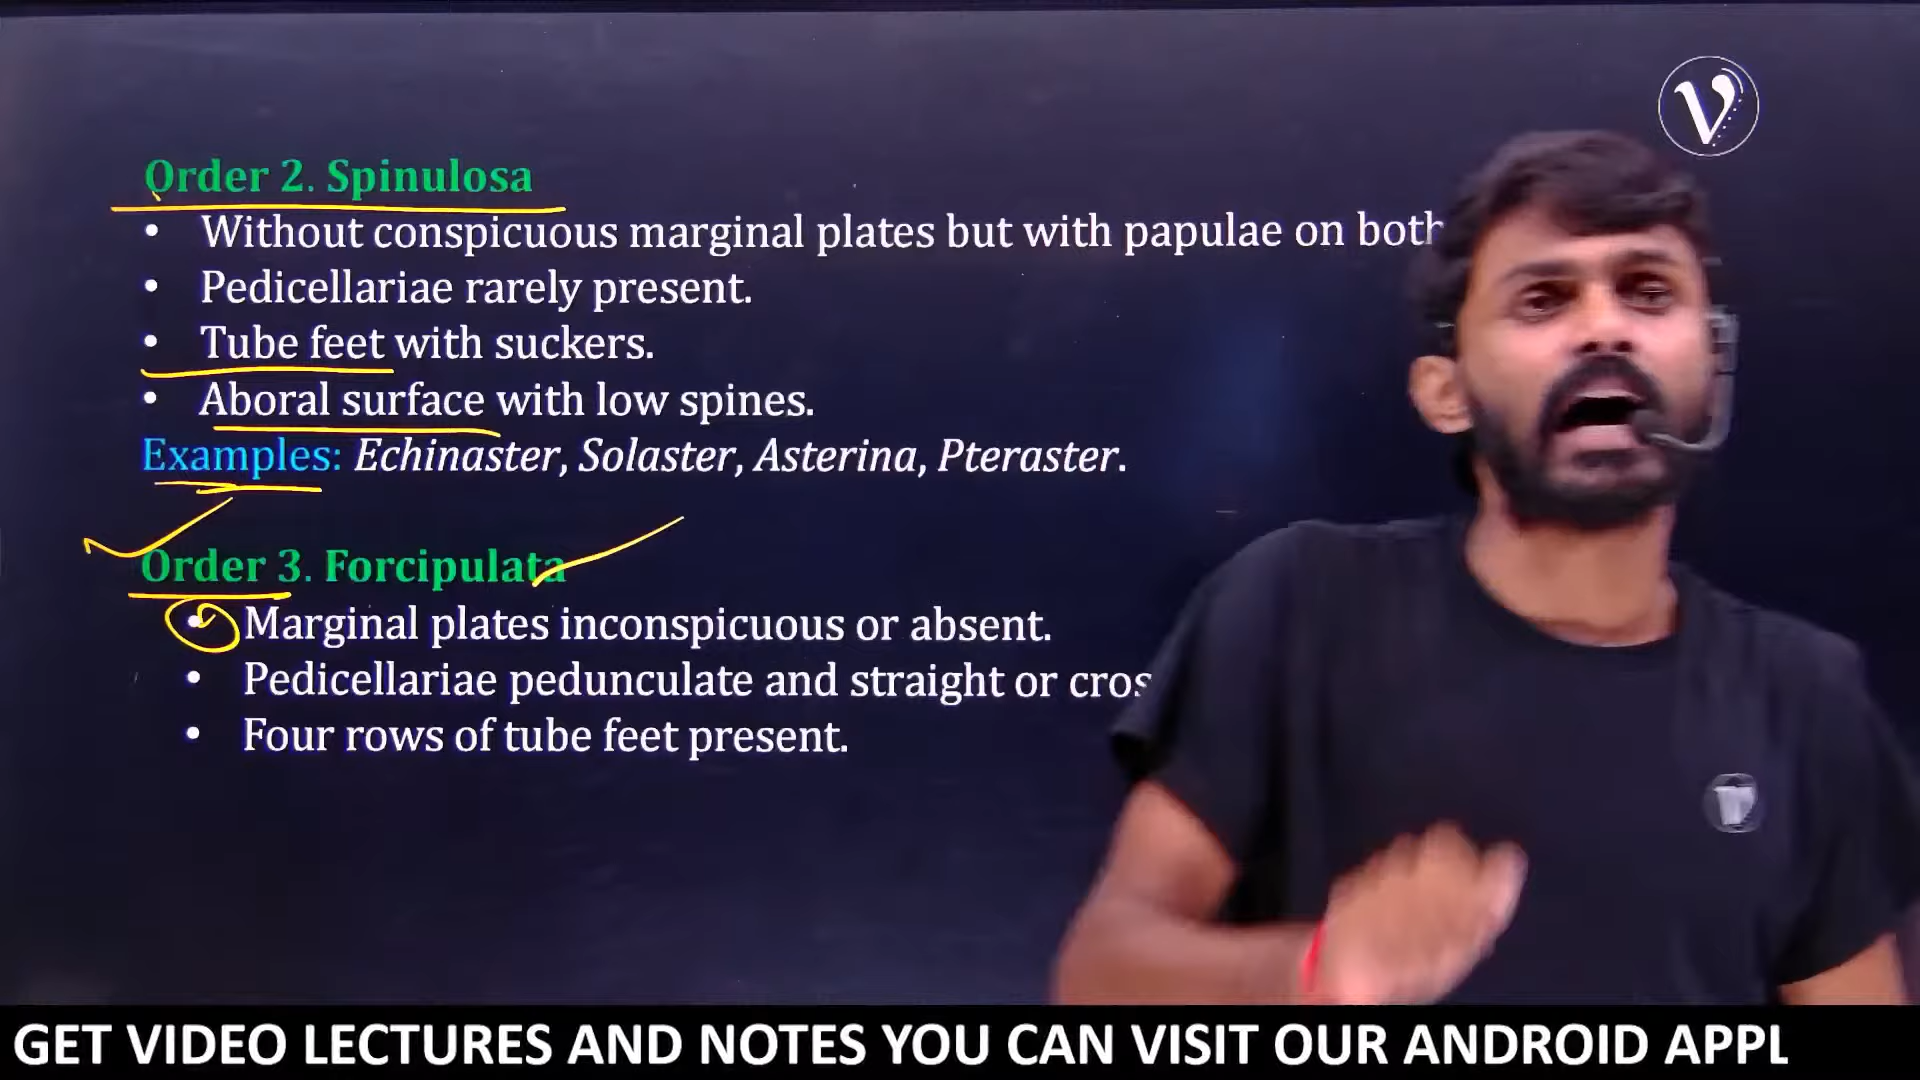 Order 2. Spinulosa
• Without conspicuous marginal plates but with papulae on both
• Pedicellariae rarely present.
• Tube feet with suckers.
• Aboral surface with low spines.
Examples: Echinaster, Solaster, Asterina, Pteraster.
Order 3. Forcipulata
• Marginal plates inconspicuous or absent.
• Pedicellariae pedunculate and straight or cros
• Four rows of tube feet present.
GET VIDEO LECTURES AND NOTES YOU CAN VISIT OUR ANDROID APPL